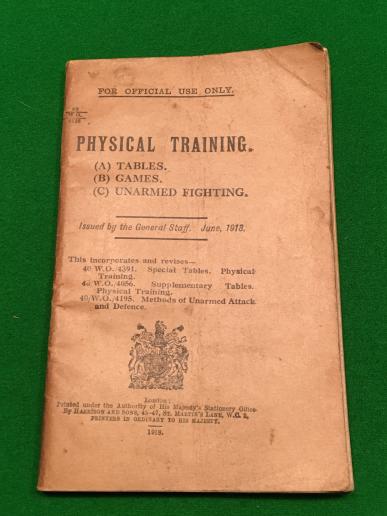 FOR OFFICIAL USE ONLY.
40
W.O.
PHYSICAL TRAINING.
(A) TABLES.
(B) GAMES.
(C) UNARMED FIGHTING.
Issued by the General Staff. June, 1918.
This incorporates and revises—
40/W.O./4391. Special Tables. Physical
Training.
40/W.O./4056. Supplementary Tables.
Physical Training.
40/W.O./4195. Methods of Unarmed Attack
and Defence.
LONDON:
Printed under the Authority of His Majesty's Stationery Office
By HARRISON AND SONS, 45-47, ST. MARTIN'S LANE, W.C. 2,
PRINTERS IN ORDINARY TO HIS MAJESTY.
1918.